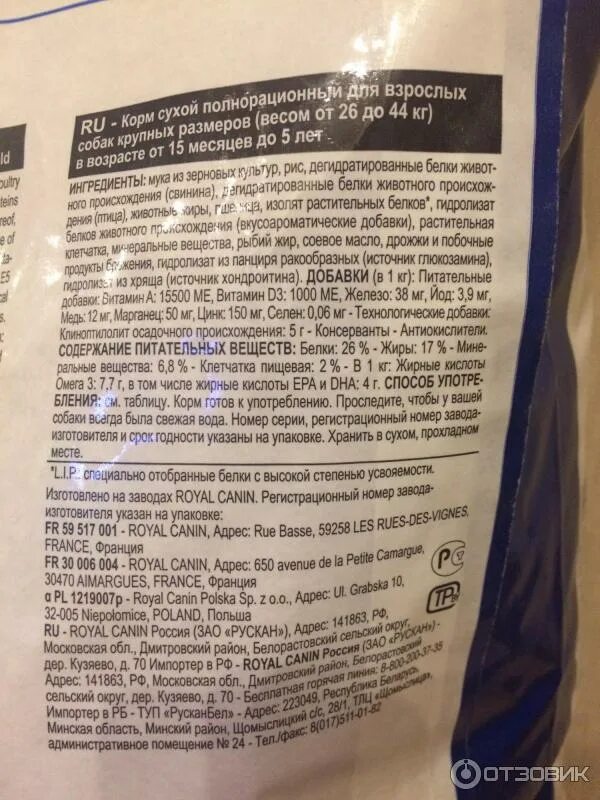 RU - Корм сухой полнорационный для взрослых
собак крупных размеров (весом от 26 до 44 кг)
в возрасте от 15 месяцев до 5 лет
ld
oultry
teins
ereof,
e of
ta-
E5
cal
s.
ИНГРЕДИЕНТЫ: мука из зерновых культур, рис, дегидратированные белки живот-
ного происхождения (свинина), дегидратированные белки животного происхож-
дения (птица), животные жиры, пшеница, изолят растительных белков*, гидролизат
белков животного происхождения (вкусоароматические добавки), растительная
клетчатка, минеральные вещества, рыбий жир, соевое масло, дрожжи и побочные
продукты брожения, гидролизат из панциря ракообразных (источник глюкозамина),
гидролизат из хряща (источник хондроитина). ДОБАВКИ (в 1 кг): Питательные
добавки: Витамин А: 15500 МЕ, Витамин D3: 1000 МЕ, Железо: 38 мг, Йод: 3,9 мг,
Медь: 12 мг, Марганец: 50 мг, Цинк: 150 мг, Селен: 0,06 мг - Технологические добавки:
Клиноптилолит осадочного происхождения: 5 г - Консерванты - Антиокислители.
СОДЕРЖАНИЕ ПИТАТЕЛЬНЫХ ВЕЩЕСТВ: Белки: 26 % - Жиры: 17 % - Мине-
ральные вещества: 6,8 % - Клетчатка пищевая: 2 % - В 1 кг: Жирные кислоты
Омега 3: 7,7 г, в том числе жирные кислоты EPA и DHA: 4 г. СПОСОБ УПОТРЕ-
БЛЕНИЯ: см. таблицу. Корм готов к употреблению. Проследите, чтобы у вашей
собаки всегда была свежая вода. Номер серии, регистрационный номер завода-
изготовителя и срок годности указаны на упаковке. Хранить в сухом, прохладном
месте.
*L.I.P.: специально отобранные белки с высокой степенью усвояемости.
Изготовлено на заводах ROYAL CANIN. Регистрационный номер завода-
изготовителя указан на упаковке:
FR 59 517 001 - ROYAL CANIN, Адрес: Rue Basse, 59258 LES RUES-DES-VIGNES,
FRANCE, Франция
FR 30 006 004 - ROYAL CANIN, Адрес: 650 avenue de la Petite Camargue,
30470 AIMARGUES, FRANCE, Франция
α PL 1219007p - Royal Canin Polska Sp. z o.o., Адрес: Ul. Grabska 10,
32-005 Niepołomice, POLAND, Польша
RU - ROYAL CANIN Россия (ЗАО «РУСКАН»), Адрес: 141863, РФ,
Московская обл., Дмитровский район, Белорастовский сельский округ,
дер. Кузяево, д. 70 Импортер в РФ - ROYAL CANIN Россия (ЗАО «РУСКАН») -
Адрес: 141863, РФ, Московская обл., Дмитровский район, Белорастовский
сельский округ, дер. Кузяево, д. 70 - Бесплатная горячая линия: 8-800-200-37-35
Импортер в РБ - ТУП «РусканБел» - Адрес: 223049, Республика Беларусь,
Минская область, Минский район, Щомыслицкий с/с, 28/1, ТЛЦ «Щомыслица»,
административное помещение № 24 - Тел./факс: 8(017)511-01-82
ОТЗОВИК